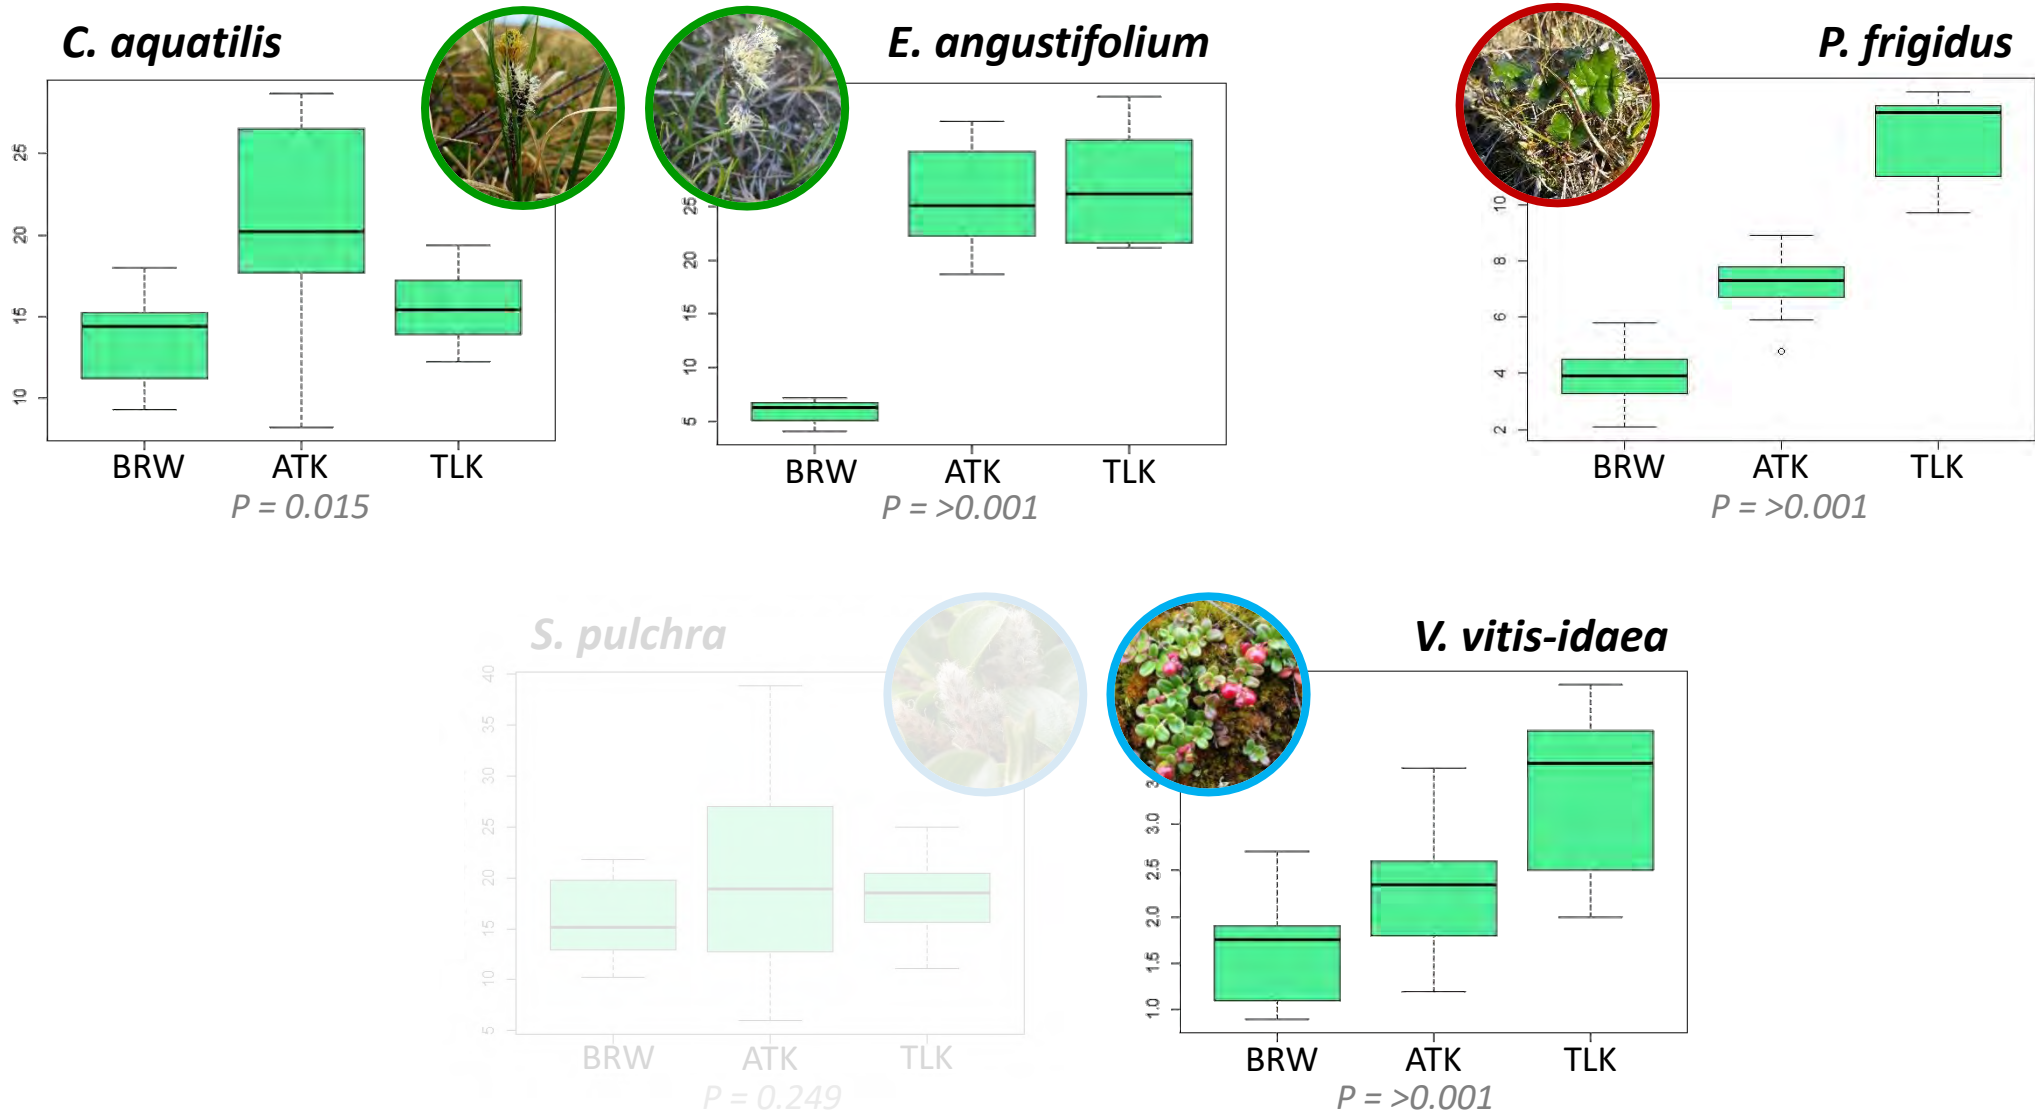 C. aquatilis
25
20
15
10
BRW ATK TLK
P = 0.015
E. angustifolium
25
20
15
10
5
BRW ATK TLK
P = >0.001
P. frigidus
10
8
6
4
2
BRW ATK TLK
P = >0.001
S. pulchra
40
35
30
25
20
15
10
5
BRW ATK TLK
P = 0.249
V. vitis-idaea
3.0
2.5
2.0
1.5
1.0
BRW ATK TLK
P = >0.001